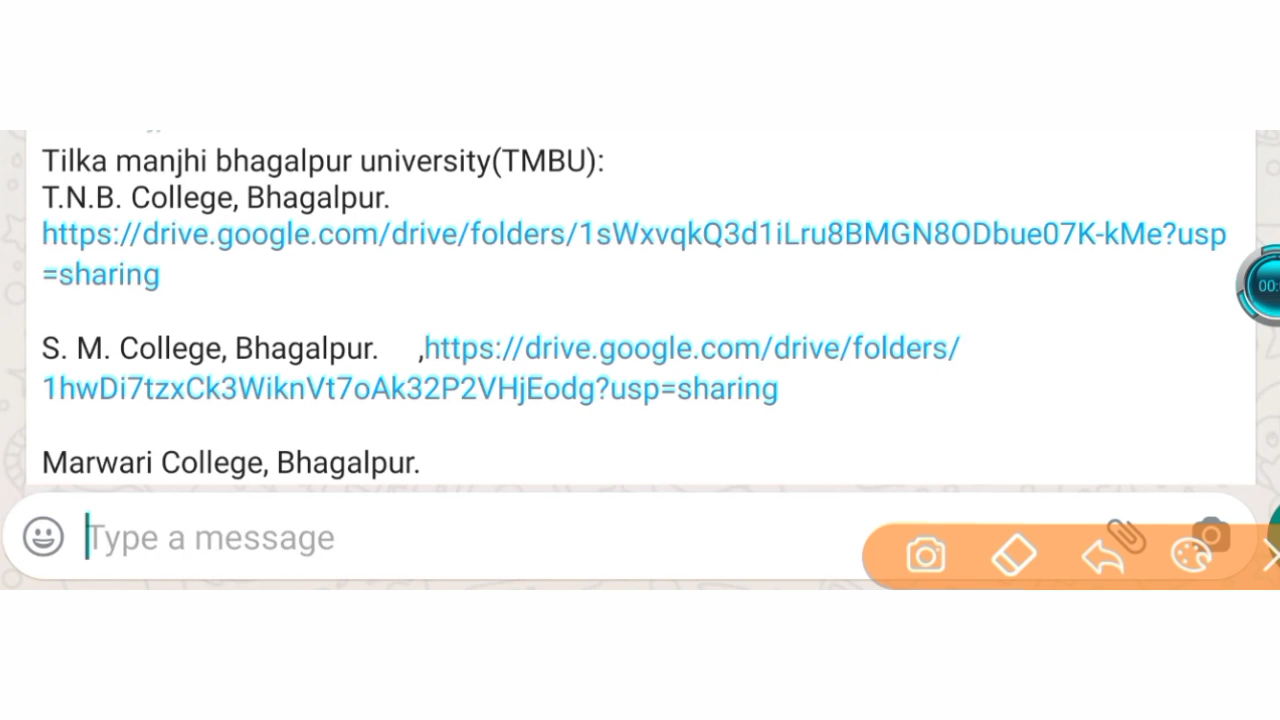 Tilka manjhi bhagalpur university(TMBU):
T.N.B. College, Bhagalpur.
https://drive.google.com/drive/folders/1sWxvqkQ3d1iLru8BMGN8ODbue07K-kMe?usp
=sharing
S. M. College, Bhagalpur. ,https://drive.google.com/drive/folders/
1hwDi7tzxCk3WiknVt7oAk32P2VHjEodg?usp=sharing
Marwari College, Bhagalpur.
Type a message